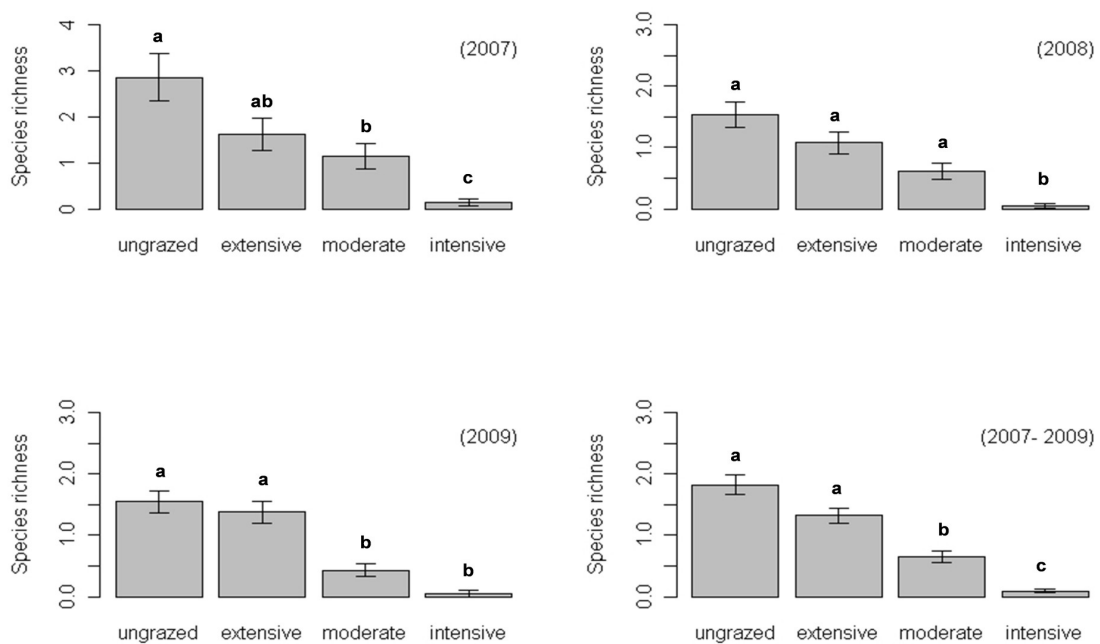 Species richness
4
3
2
1
0
(2007)
a
ab
b
c
ungrazed extensive moderate intensive
Species richness
3.0
2.0
1.0
0.0
(2008)
a
a
a
b
ungrazed extensive moderate intensive
Species richness
3.0
2.0
1.0
0.0
(2009)
a
a
b
b
ungrazed extensive moderate intensive
Species richness
3.0
2.0
1.0
0.0
(2007- 2009)
a
a
b
c
ungrazed extensive moderate intensive